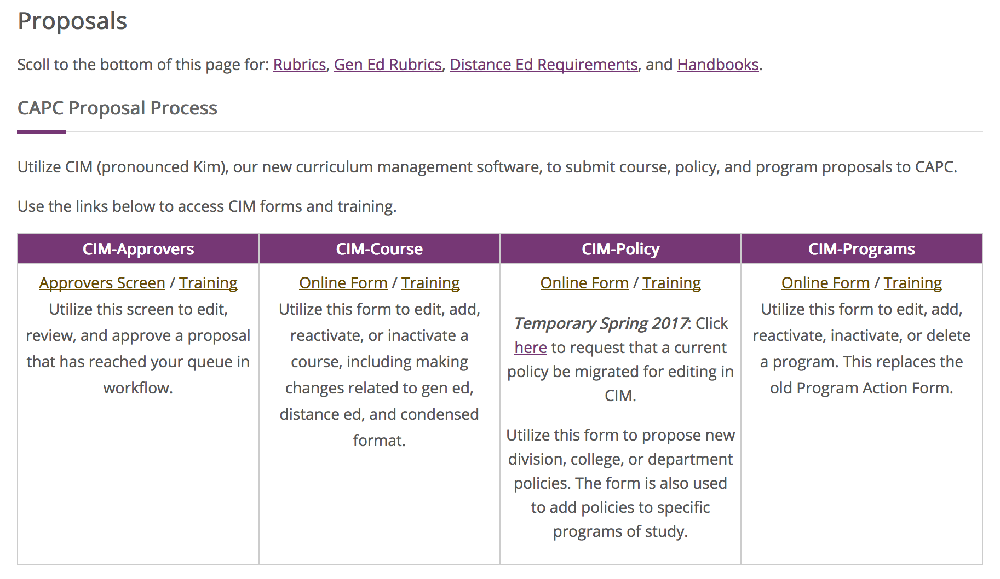 Proposals
Scoll to the bottom of this page for: Rubrics, Gen Ed Rubrics, Distance Ed Requirements, and Handbooks.
CAPC Proposal Process
Utilize CIM (pronounced Kim), our new curriculum management software, to submit course, policy, and program proposals to CAPC.
Use the links below to access CIM forms and training.
CIM-Approvers
Approvers Screen / Training
Utilize this screen to edit,
review, and approve a proposal
that has reached your queue in
workflow.
CIM-Course
Online Form / Training
Utilize this form to edit, add,
reactivate, or inactivate a
course, including making
changes related to gen ed,
distance ed, and condensed
format.
CIM-Policy
Online Form / Training
Temporary Spring 2017: Click
here to request that a current
policy be migrated for editing in
CIM.
Utilize this form to propose new
division, college, or department
policies. The form is also used
to add policies to specific
programs of study.
CIM-Programs
Online Form / Training
Utilize this form to edit, add,
reactivate, inactivate, or delete
a program. This replaces the
old Program Action Form.